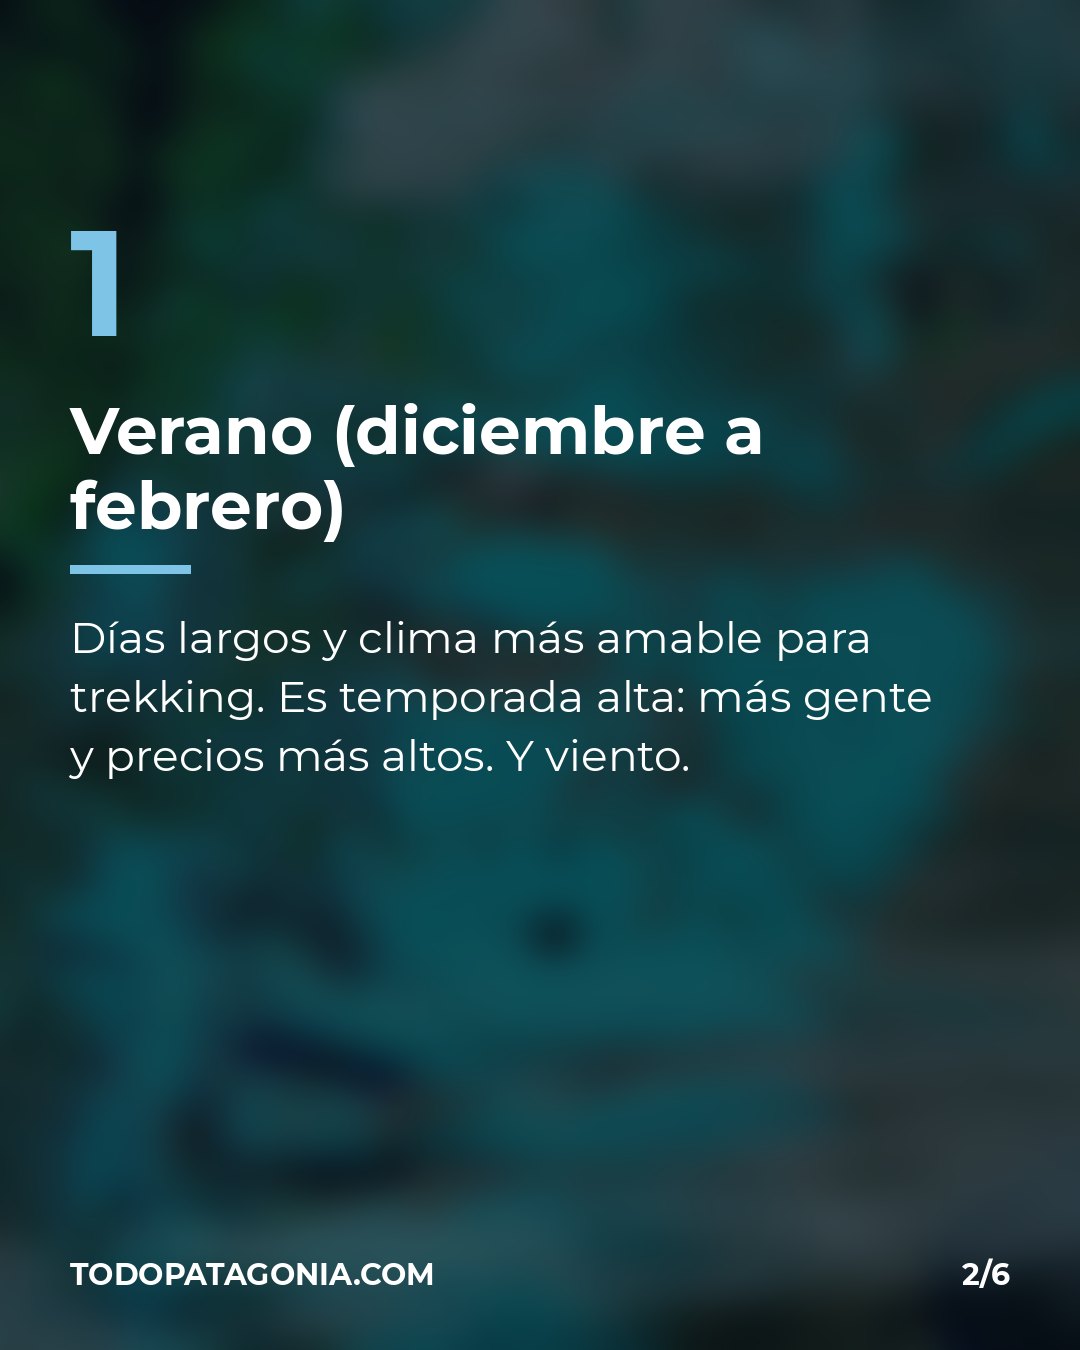 1
Verano (diciembre a
febrero)
Días largos y clima más amable para
trekking. Es temporada alta: más gente
y precios más altos. Y viento.
TODOPATAGONIA.COM
2/6